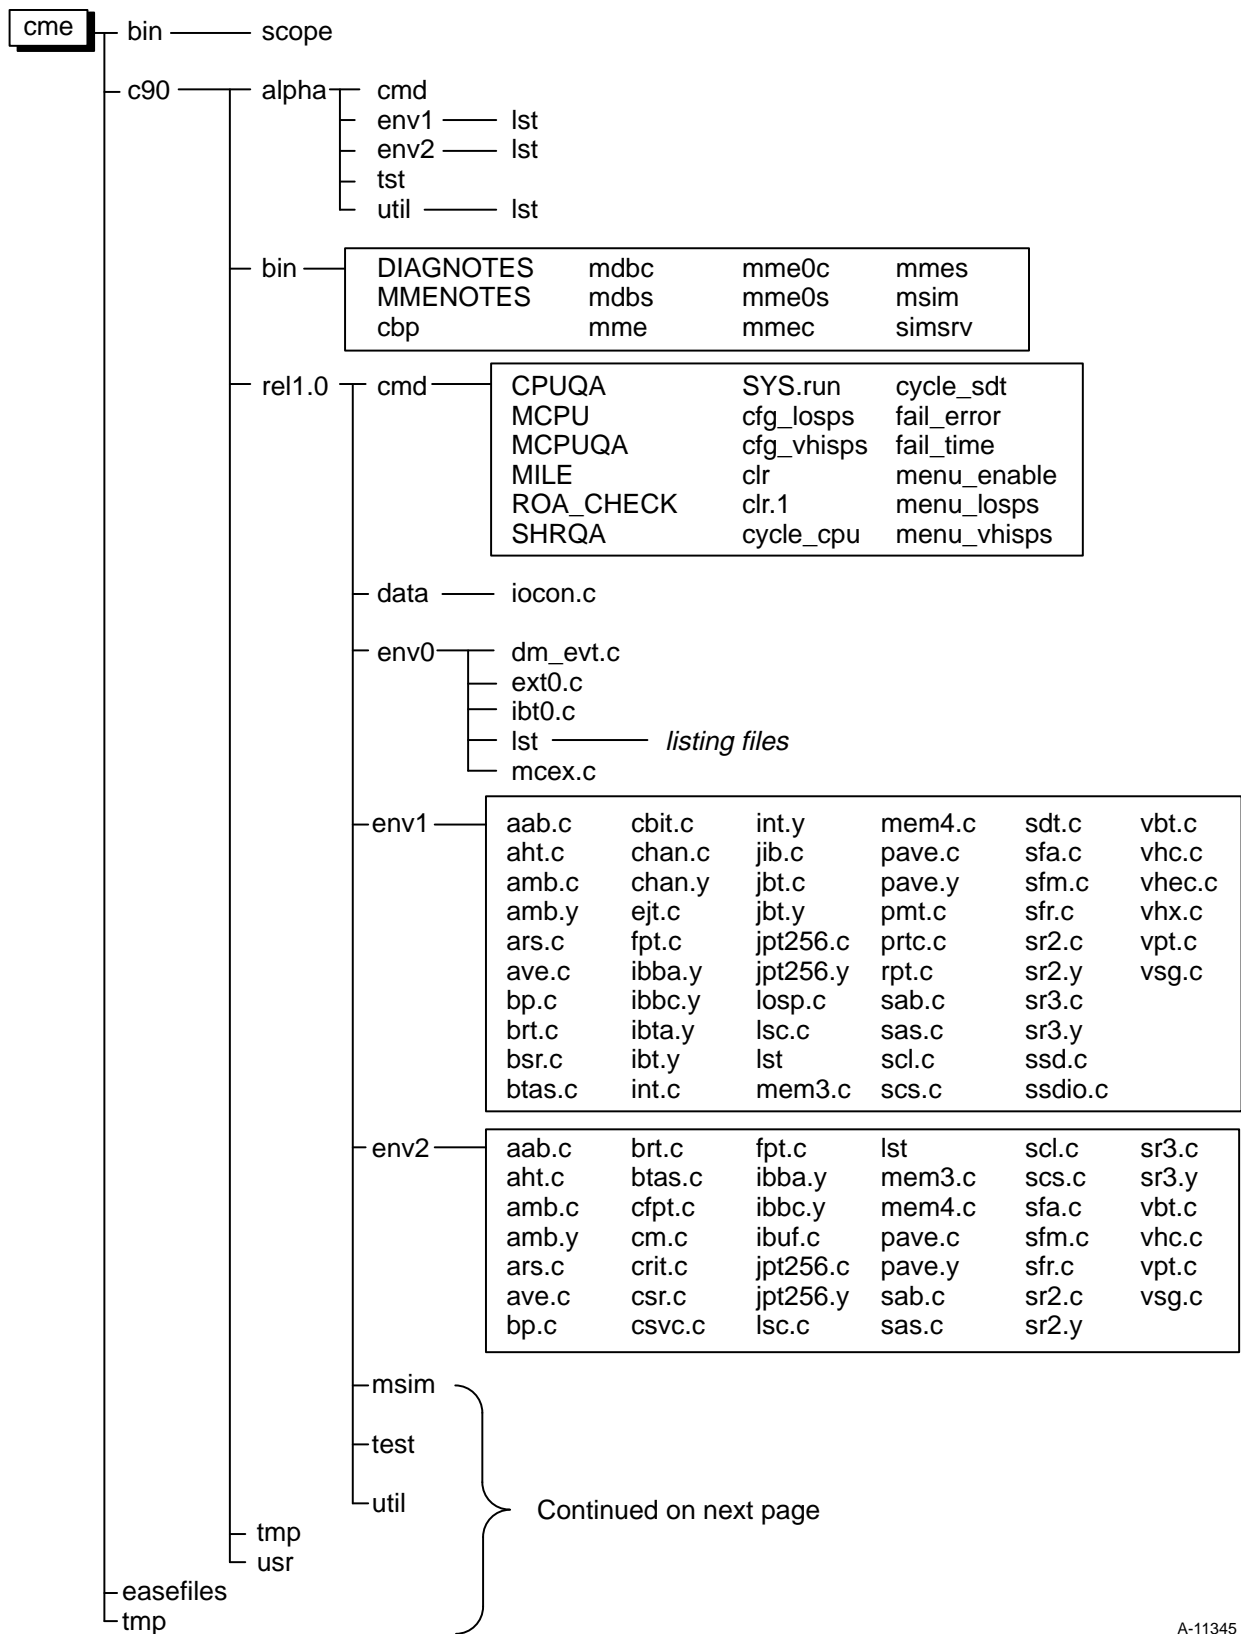 cme bin scope
c90 alpha cmd
env1 lst
env2 lst
tst
util lst
bin DIAGNOTES mdbc mme0c mmes
MMENOTES mdbs mme0s msim
cbp mme mmec simsrv
rel1.0 cmd CPUQA SYS.run cycle_sdt
MCPU cfg_losps fail_error
MCPUQA cfg_vhisps fail_time
MILE clr menu_enable
ROA_CHECK clr.1 menu_losps
SHRQA cycle_cpu menu_vhisps
data iocon.c
env0 dm_evt.c
ext0.c
ibt0.c
lst listing files
mcex.c
env1 aab.c cbit.c int.y mem4.c sdt.c vbt.c
aht.c chan.c jib.c pave.c sfa.c vhc.c
amb.c chan.y jbt.c pave.y sfm.c vhec.c
amb.y ejt.c jbt.y pmt.c sfr.c vhx.c
ars.c fpt.c jpt256.c prtc.c sr2.c vpt.c
ave.c ibba.y jpt256.y rpt.c sr2.y vsg.c
bp.c ibbc.y losp.c sab.c sr3.c
brt.c ibta.y lsc.c sas.c sr3.y
bsr.c ibt.y lst scl.c ssd.c
btas.c int.c mem3.c scs.c ssdio.c
env2 aab.c brt.c fpt.c lst scl.c sr3.c
aht.c btas.c ibba.y mem3.c scs.c sr3.y
amb.c cfpt.c ibbc.y mem4.c sfa.c vbt.c
amb.y cm.c ibuf.c pave.c sfm.c vhc.c
ars.c crit.c jpt256.c pave.y sfr.c vpt.c
ave.c csr.c jpt256.y sab.c sr2.c vsg.c
bp.c csvc.c lsc.c sas.c sr2.y
msim
test
util
Continued on next page
tmp
usr
easefiles
tmp
A-11345